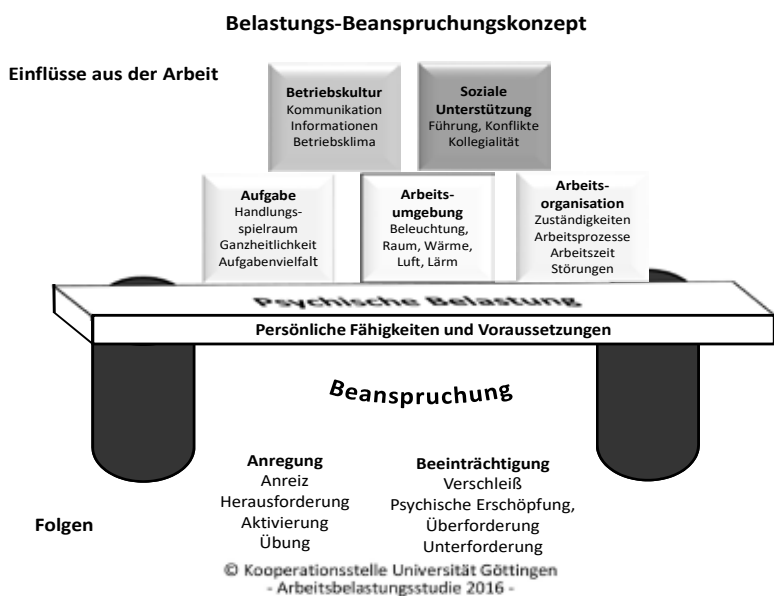 Belastungs-Beanspruchungskonzept
Einflüsse aus der Arbeit
Betriebskultur
Kommunikation
Informationen
Betriebsklima
Soziale
Unterstützung
Führung, Konflikte
Kollegialität
Aufgabe
Handlungs-
spielraum
Ganzheitlichkeit
Aufgabenvielfalt
Arbeits-
umgebung
Beleuchtung,
Raum, Wärme,
Luft, Lärm
Arbeits-
organisation
Zuständigkeiten
Arbeitsprozesse
Arbeitszeit
Störungen
Psychische Belastung
Persönliche Fähigkeiten und Voraussetzungen
Beanspruchung
Folgen
Anregung
Anreiz
Herausforderung
Aktivierung
Übung
Beeinträchtigung
Verschleiß
Psychische Erschöpfung,
Überforderung
Unterforderung
© Kooperationsstelle Universität Göttingen
- Arbeitsbelastungsstudie 2016 -